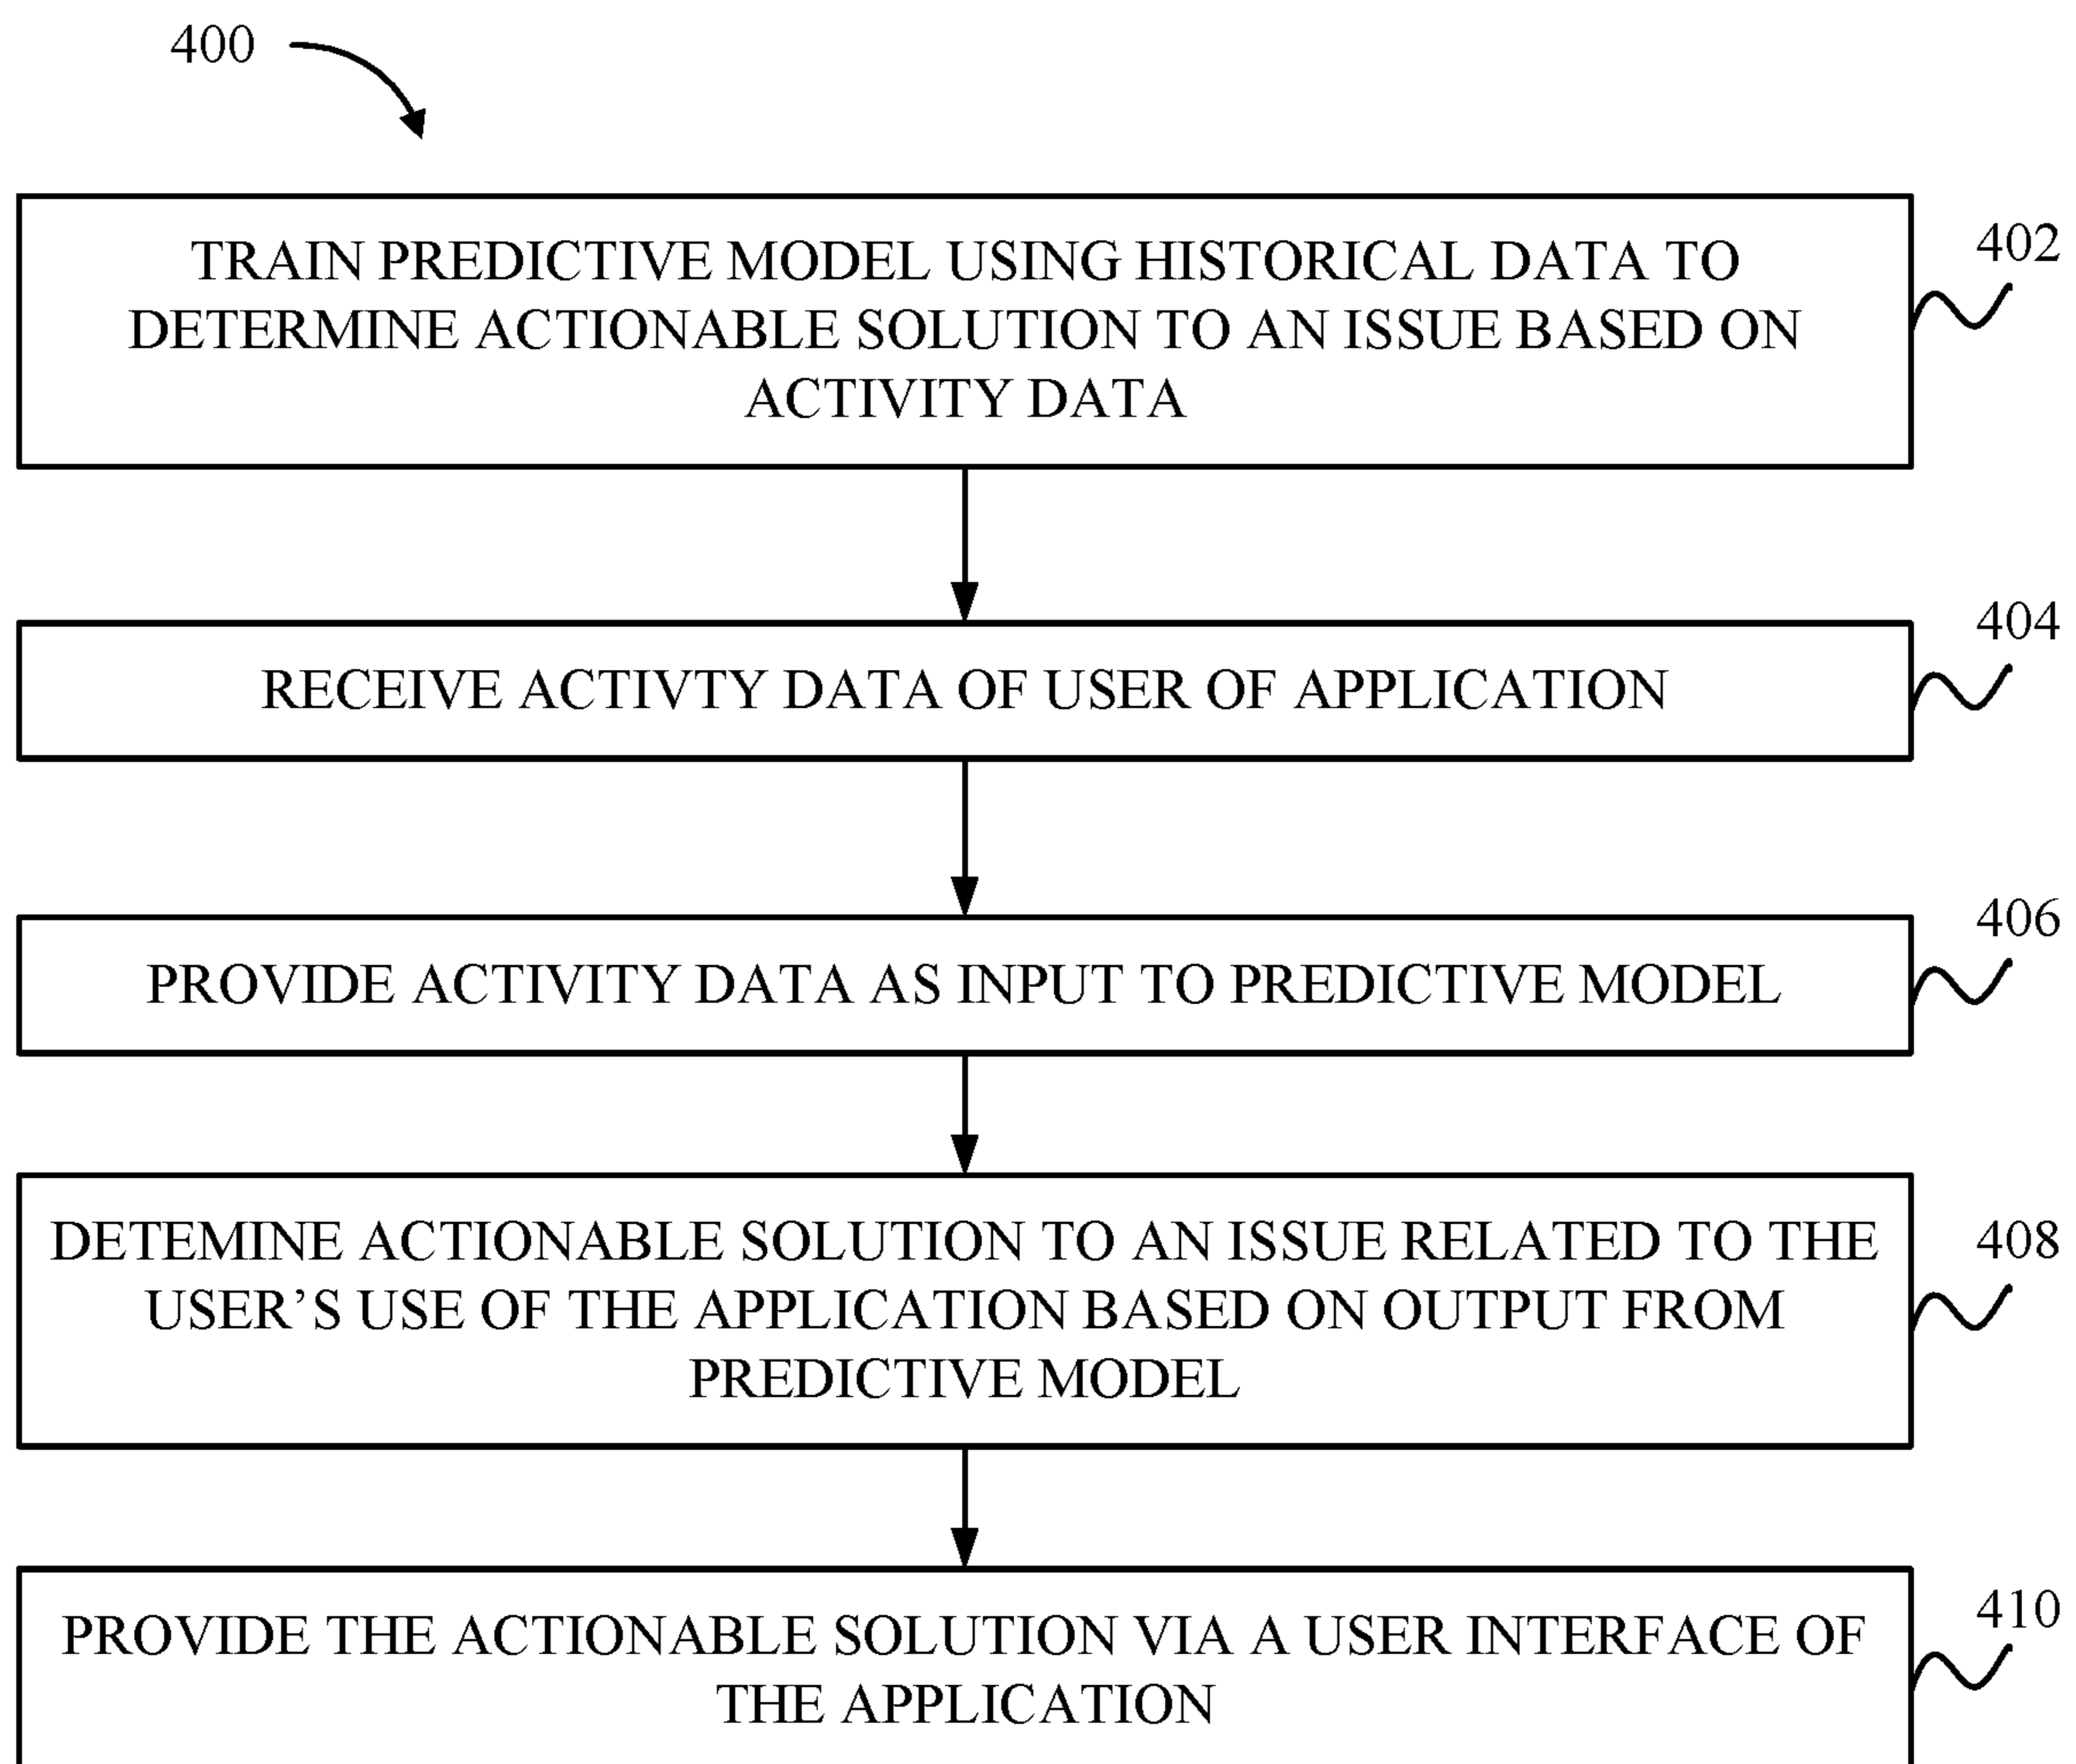 400
TRAIN PREDICTIVE MODEL USING HISTORICAL DATA TO
DETERMINE ACTIONABLE SOLUTION TO AN ISSUE BASED ON
ACTIVITY DATA
402
RECEIVE ACTIVTY DATA OF USER OF APPLICATION
404
PROVIDE ACTIVITY DATA AS INPUT TO PREDICTIVE MODEL
406
DETEMINE ACTIONABLE SOLUTION TO AN ISSUE RELATED TO THE
USER’S USE OF THE APPLICATION BASED ON OUTPUT FROM
PREDICTIVE MODEL
408
PROVIDE THE ACTIONABLE SOLUTION VIA A USER INTERFACE OF
THE APPLICATION
410